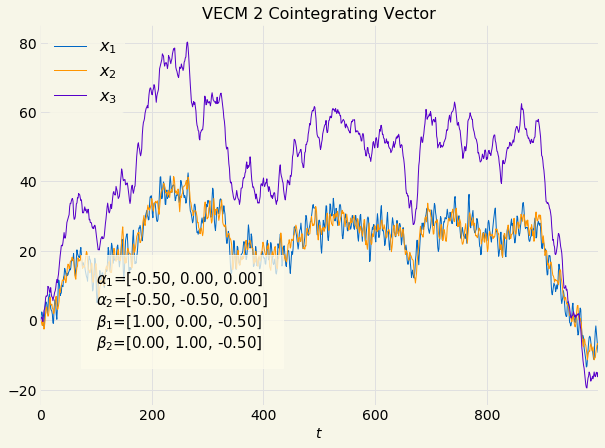 VECM 2 Cointegrating Vector
x₁
x₂
x₃
80
60
40
20
0
−20
α₁=[-0.50, 0.00, 0.00]
α₂=[-0.50, -0.50, 0.00]
β₁=[1.00, 0.00, -0.50]
β₂=[0.00, 1.00, -0.50]
0 200 400 600 800
t